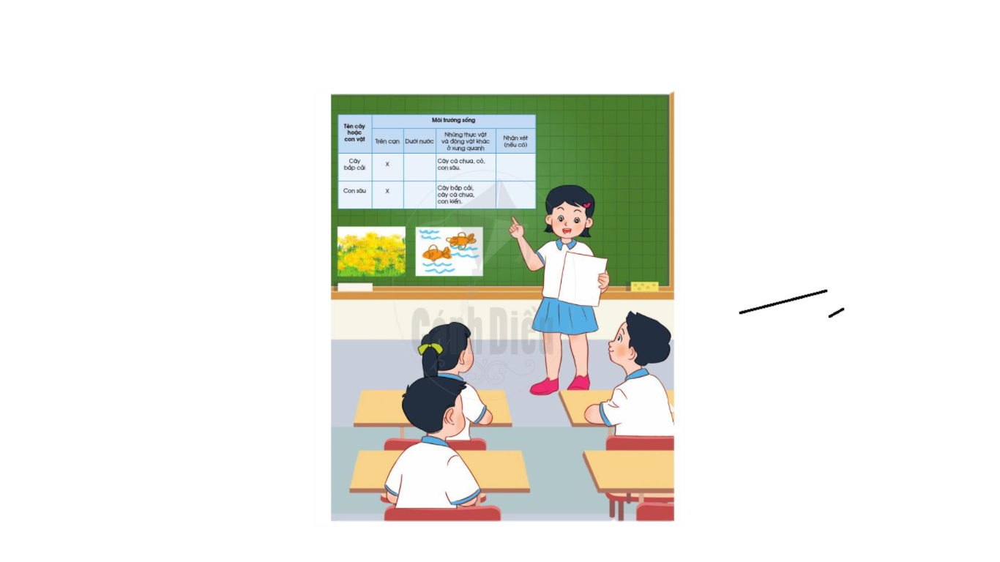 Tên cây
hoặc
con vật
Môi trường sống
Trên cạn
Dưới nước
Những thực vật
và động vật khác
ở xung quanh
Nhận xét
(nếu có)
Cây
bắp cải
X
Cây cà chua, cỏ,
con sâu.
Con sâu
X
Cây bắp cải,
cây cà chua,
con kiến.
Cánh Diều